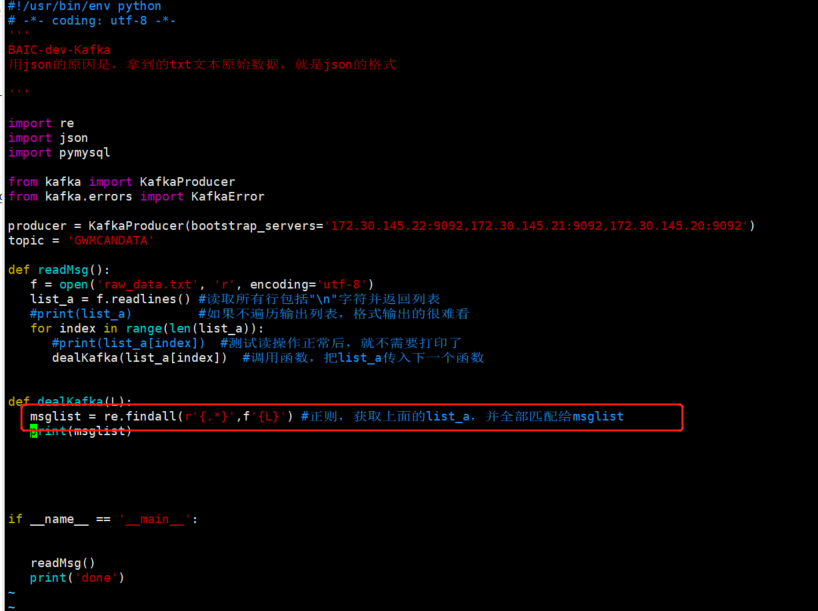 #!/usr/bin/env python
# -*- coding: utf-8 -*-
'''
BAIC-dev-Kafka
用json的原因是，拿到的txt文本原始数据，就是json的格式
'''
import re
import json
import pymysql
from kafka import KafkaProducer
from kafka.errors import KafkaError
producer = KafkaProducer(bootstrap_servers='172.30.145.22:9092,172.30.145.21:9092,172.30.145.20:9092')
topic = 'GWMCANDATA'
def readMsg():
   f = open('raw_data.txt', 'r', encoding='utf-8')
   list_a = f.readlines() #读取所有行包括"\n"字符并返回列表
   #print(list_a)         #如果不遍历输出列表，格式输出的很难看
   for index in range(len(list_a)):
      #print(list_a[index])  #测试读操作正常后，就不需要打印了
      dealKafka(list_a[index])  #调用函数，把list_a传入下一个函数
def dealKafka(L):
   msglist = re.findall(r'{.*}',f'{L}') #正则，获取上面的list_a，并全部匹配给msglist
   print(msglist)
if __name__ == '__main__':
   readMsg()
   print('done')
~
~